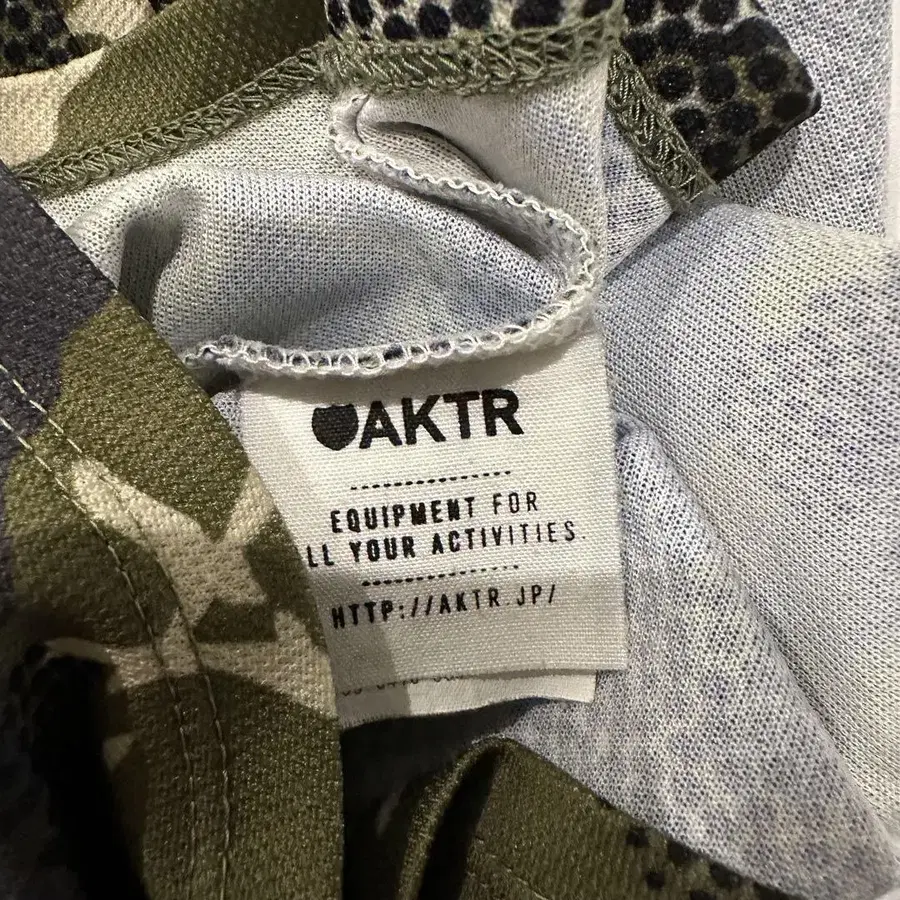 AKTR
EQUIPMENT FOR
LL YOUR ACTIVITIES.
HTTP://AKTR.JP/